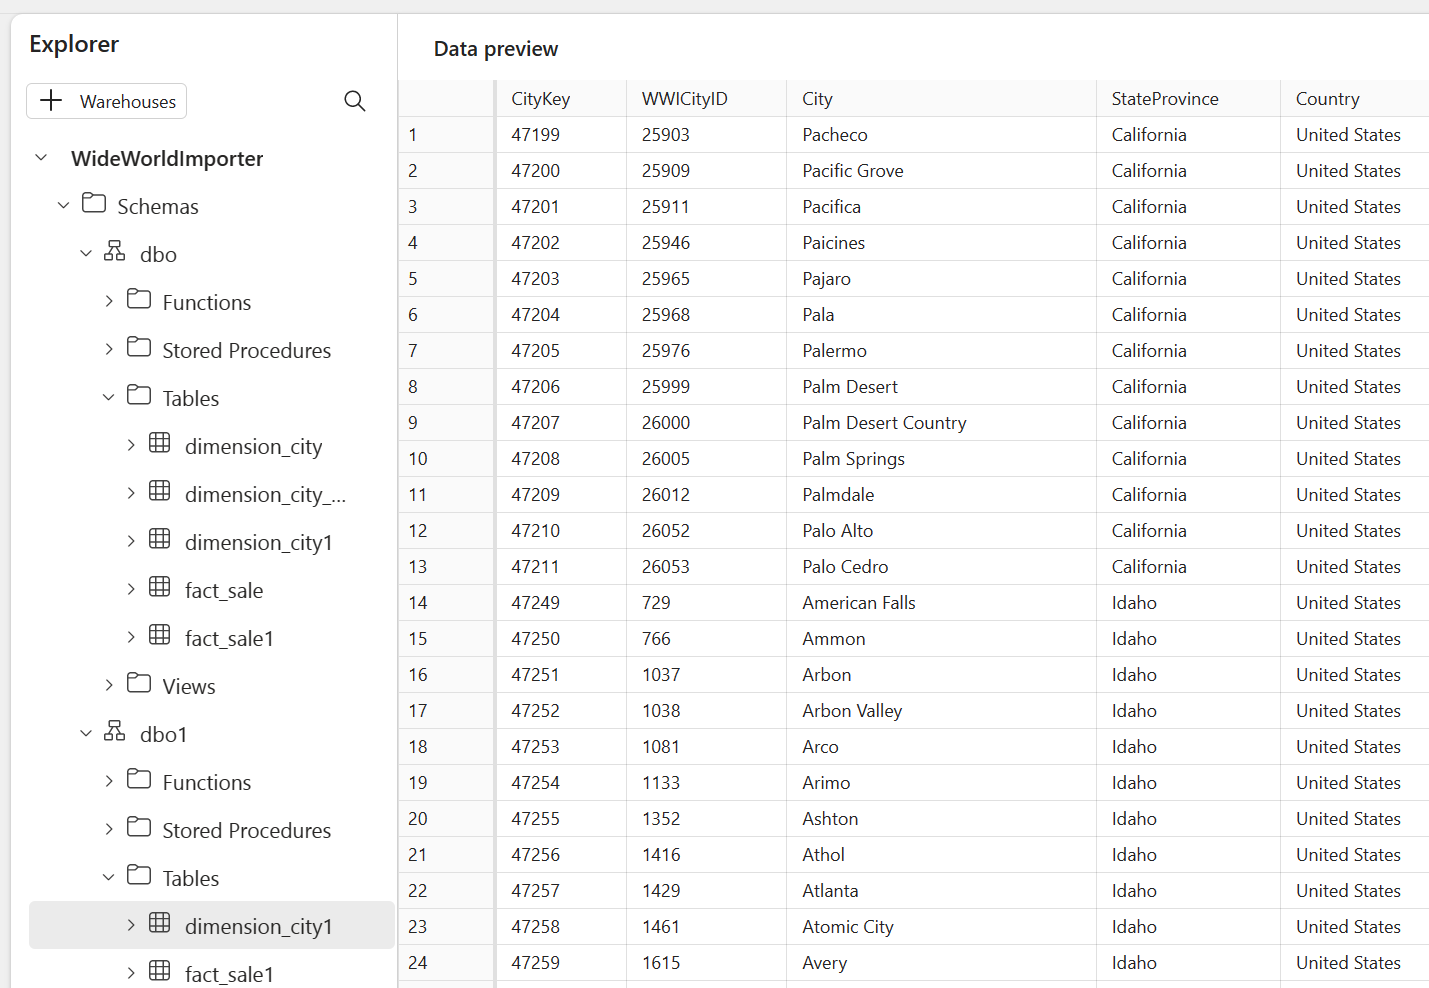 Explorer
Warehouses
WideWorldImporter
Schemas
dbo
Functions
Stored Procedures
Tables
dimension_city
dimension_city_...
dimension_city1
fact_sale
fact_sale1
Views
dbo1
Functions
Stored Procedures
Tables
dimension_city1
fact_sale1
Data preview
CityKey WWICityID City StateProvince Country
1 47199 25903 Pacheco California United States
2 47200 25909 Pacific Grove California United States
3 47201 25911 Pacifica California United States
4 47202 25946 Paicines California United States
5 47203 25965 Pajaro California United States
6 47204 25968 Pala California United States
7 47205 25976 Palermo California United States
8 47206 25999 Palm Desert California United States
9 47207 26000 Palm Desert Country California United States
10 47208 26005 Palm Springs California United States
11 47209 26012 Palmdale California United States
12 47210 26052 Palo Alto California United States
13 47211 26053 Palo Cedro California United States
14 47249 729 American Falls Idaho United States
15 47250 766 Ammon Idaho United States
16 47251 1037 Arbon Idaho United States
17 47252 1038 Arbon Valley Idaho United States
18 47253 1081 Arco Idaho United States
19 47254 1133 Arimo Idaho United States
20 47255 1352 Ashton Idaho United States
21 47256 1416 Athol Idaho United States
22 47257 1429 Atlanta Idaho United States
23 47258 1461 Atomic City Idaho United States
24 47259 1615 Avery Idaho United States